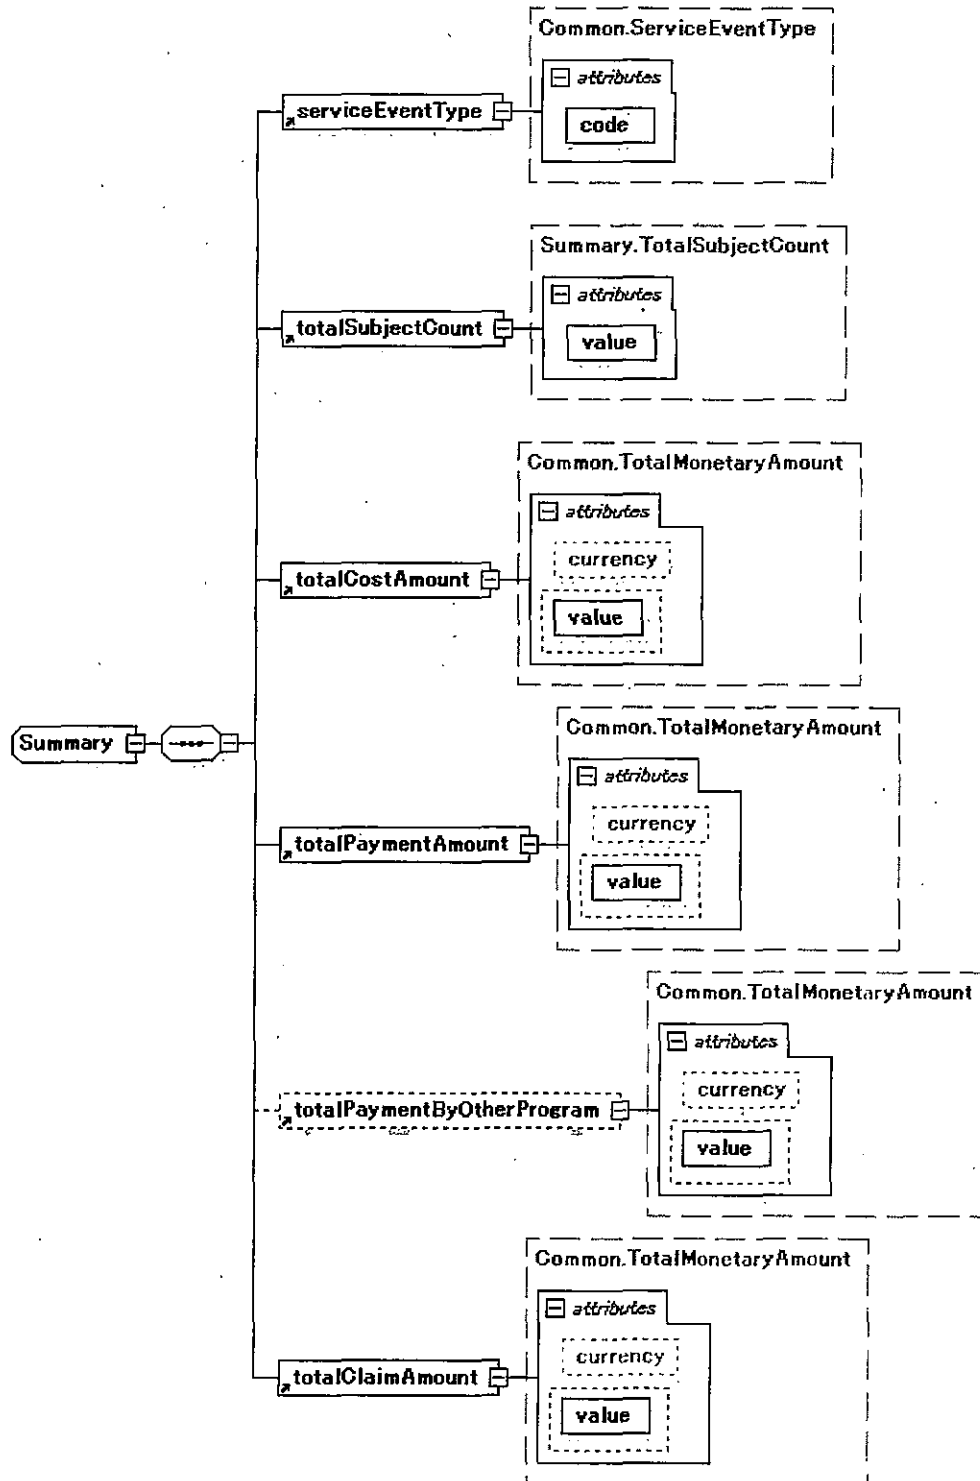 Common.ServiceEventType
attributes
serviceEventType
code
Summary.TotalSubjectCount
attributes
totalSubjectCount
value
Common.TotalMonetaryAmount
attributes
currency
totalCostAmount
value
Summary
Common.TotalMonetaryAmount
attributes
currency
totalPaymentAmount
value
Common.TotalMonetaryAmount
attributes
currency
totalPaymentByOtherProgram
value
Common.TotalMonetaryAmount
attributes
currency
totalClaimAmount
value